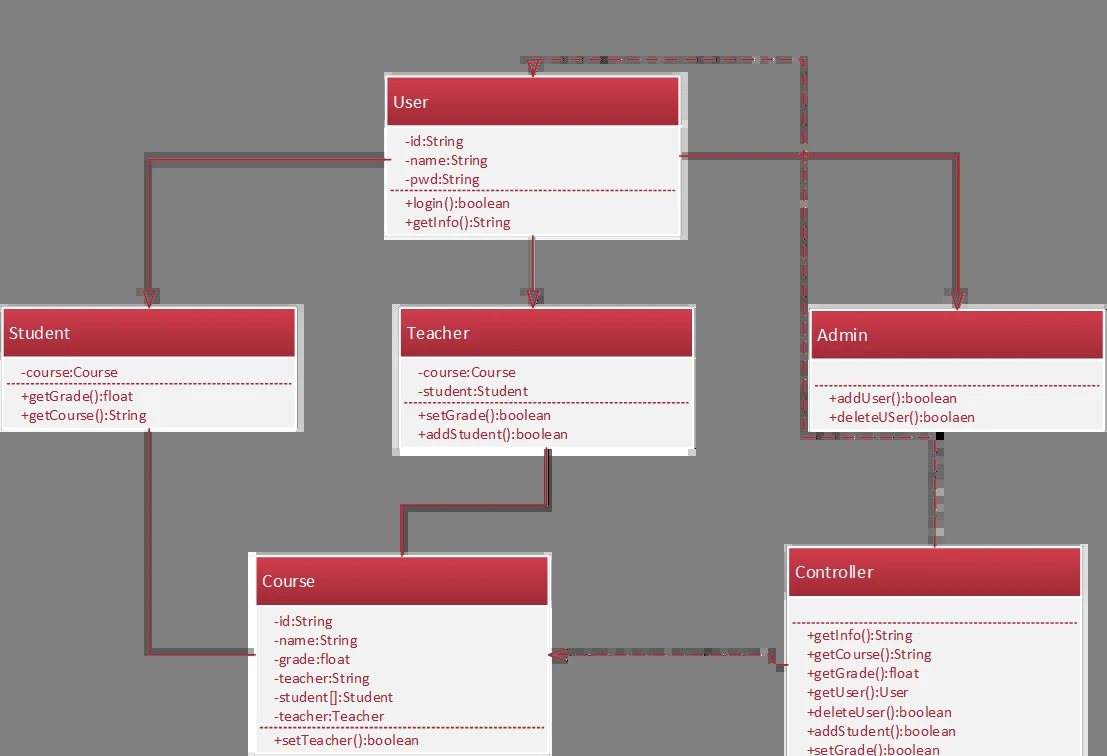 User
-id:String
-name:String
-pwd:String
+login():boolean
+getInfo():String
Student
-course:Course
+getGrade():float
+getCourse():String
Teacher
-course:Course
-student:Student
+setGrade():boolean
+addStudent():boolean
Admin
+addUser():boolean
+deleteUSer():boolaen
Course
-id:String
-name:String
-grade:float
-teacher:String
-student[]:Student
-teacher:Teacher
+setTeacher():boolean
Controller
+getInfo():String
+getCourse():String
+getGrade():float
+getUser():User
+deleteUser():boolean
+addStudent():boolean
+setGrade():boolean